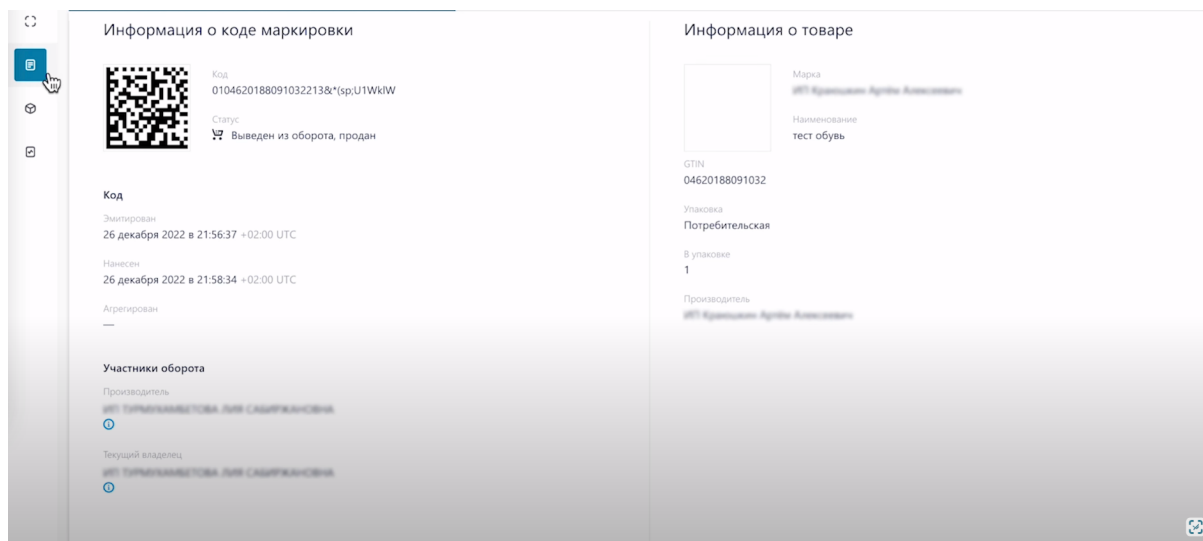 Информация о коде маркировки
Код
0104620188091032213&*(sp;U1WklW
Статус
Выведен из оборота, продан
Код
Эмитирован
26 декабря 2022 в 21:56:37 +02:00 UTC
Нанесен
26 декабря 2022 в 21:58:34 +02:00 UTC
Агрегирован
—
Участники оборота
Производитель
Текущий владелец
Информация о товаре
Марка
Наименование
тест обувь
GTIN
04620188091032
Упаковка
Потребительская
В упаковке
1
Производитель